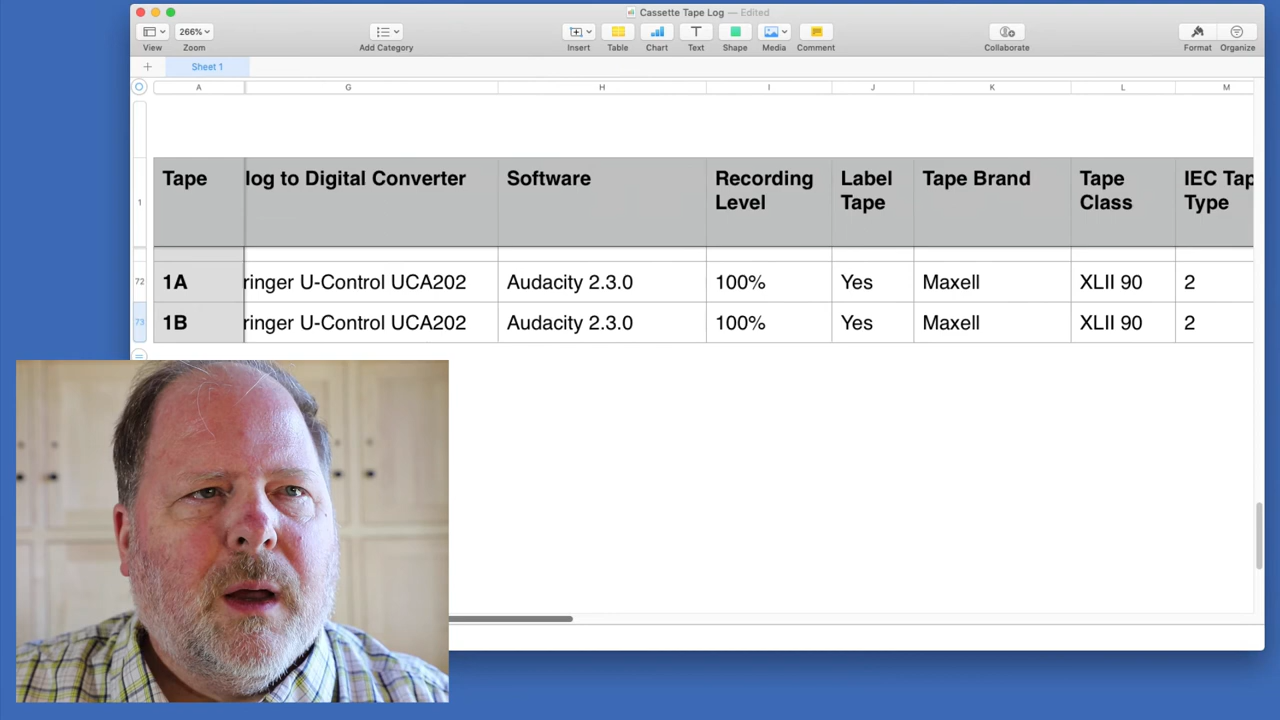 Cassette Tape Log — Edited
266%
View
Zoom
Add Category
Insert
Table
Chart
Text
Shape
Media
Comment
Collaborate
Format
Organize
Sheet 1
A G H I J K L M
Tape
log to Digital Converter
Software
Recording
Level
Label
Tape
Tape Brand
Tape
Class
IEC Tap
Type
1
72 1A ringer U-Control UCA202 Audacity 2.3.0 100% Yes Maxell XLII 90 2
73 1B ringer U-Control UCA202 Audacity 2.3.0 100% Yes Maxell XLII 90 2